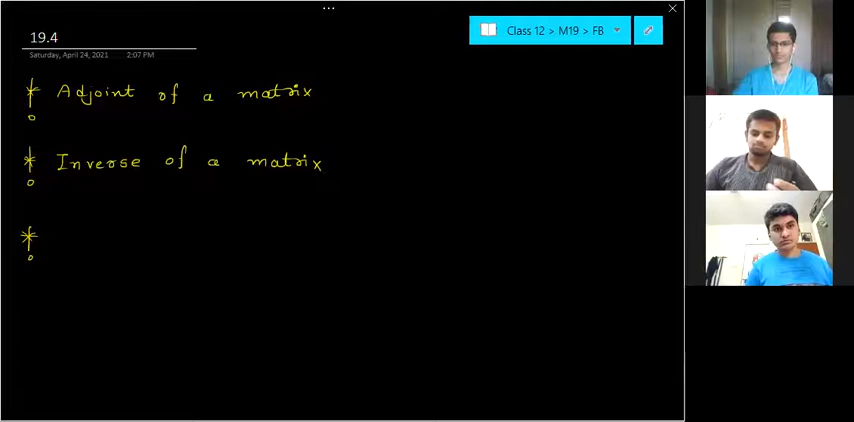 19.4
Saturday, April 24, 2021 2:07 PM
Class 12 > M19 > FB
Adjoint of a matrix
Inverse of a matrix